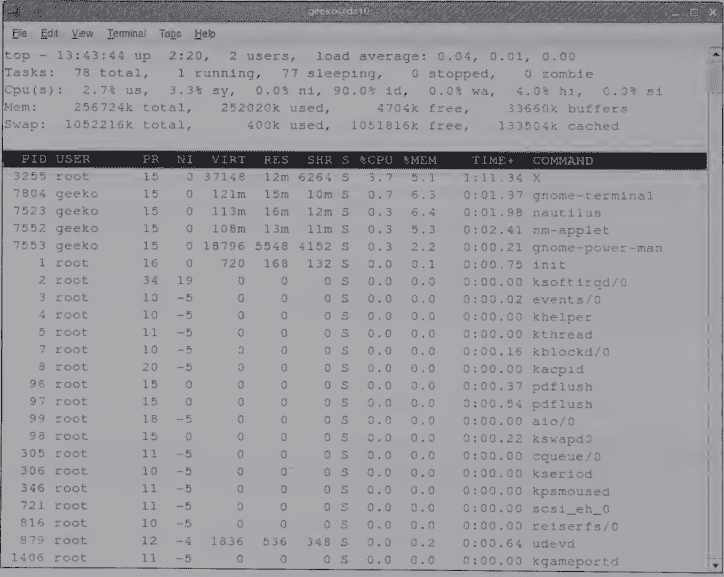 geeko@da10:
File Edit View Terminal Tabs Help
top - 13:43:44 up 2:20, 2 users, load average: 0.04, 0.01, 0.00
Tasks: 78 total, 1 running, 77 sleeping, 0 stopped, 0 zombie
Cpu(s): 2.7% us, 3.3% sy, 0.0% ni, 90.0% id, 0.0% wa, 4.0% hi, 0.0% si
Mem: 256724k total, 252020k used, 4704k free, 33660k buffers
Swap: 1052216k total, 400k used, 1051816k free, 133504k cached
PID USER PR NI VIRT RES SHR S %CPU %MEM TIME+ COMMAND
3255 root 15 0 37148 12m 6264 S 3.7 5.1 1:11.34 X
7804 geeko 15 0 121m 15m 10m S 0.7 6.3 0:01.37 gnome-terminal
7523 geeko 15 0 113m 16m 12m S 0.3 6.4 0:01.98 nautilus
7552 geeko 15 0 108m 13m 11m S 0.3 5.3 0:02.41 nm-applet
7553 geeko 15 0 18796 5548 4152 S 0.3 2.2 0:00.21 gnome-power-man
1 root 16 0 720 168 132 S 0.0 0.1 0:00.75 init
2 root 34 19 0 0 0 S 0.0 0.0 0:00.00 ksoftirqd/0
3 root 10 -5 0 0 0 S 0.0 0.0 0:00.02 events/0
4 root 10 -5 0 0 0 S 0.0 0.0 0:00.00 khelper
5 root 11 -5 0 0 0 S 0.0 0.0 0:00.00 kthread
7 root 10 -5 0 0 0 S 0.0 0.0 0:00.16 kblockd/0
8 root 20 -5 0 0 0 S 0.0 0.0 0:00.00 kacpid
96 root 15 0 0 0 0 S 0.0 0.0 0:00.37 pdflush
97 root 15 0 0 0 0 S 0.0 0.0 0:00.54 pdflush
99 root 18 -5 0 0 0 S 0.0 0.0 0:00.00 aio/0
98 root 15 0 0 0 0 S 0.0 0.0 0:00.22 kswapd0
305 root 11 -5 0 0 0 S 0.0 0.0 0:00.00 cqueue/0
306 root 10 -5 0 0 0 S 0.0 0.0 0:00.00 kseriod
346 root 11 -5 0 0 0 S 0.0 0.0 0:00.00 kpsmoused
721 root 11 -5 0 0 0 S 0.0 0.0 0:00.00 scsi_eh_0
816 root 10 -5 0 0 0 S 0.0 0.0 0:00.00 reiserfs/0
879 root 12 -4 1836 536 348 S 0.0 0.2 0:00.64 udevd
1406 root 11 -5 0 0 0 S 0.0 0.0 0:00.00 kgameportd